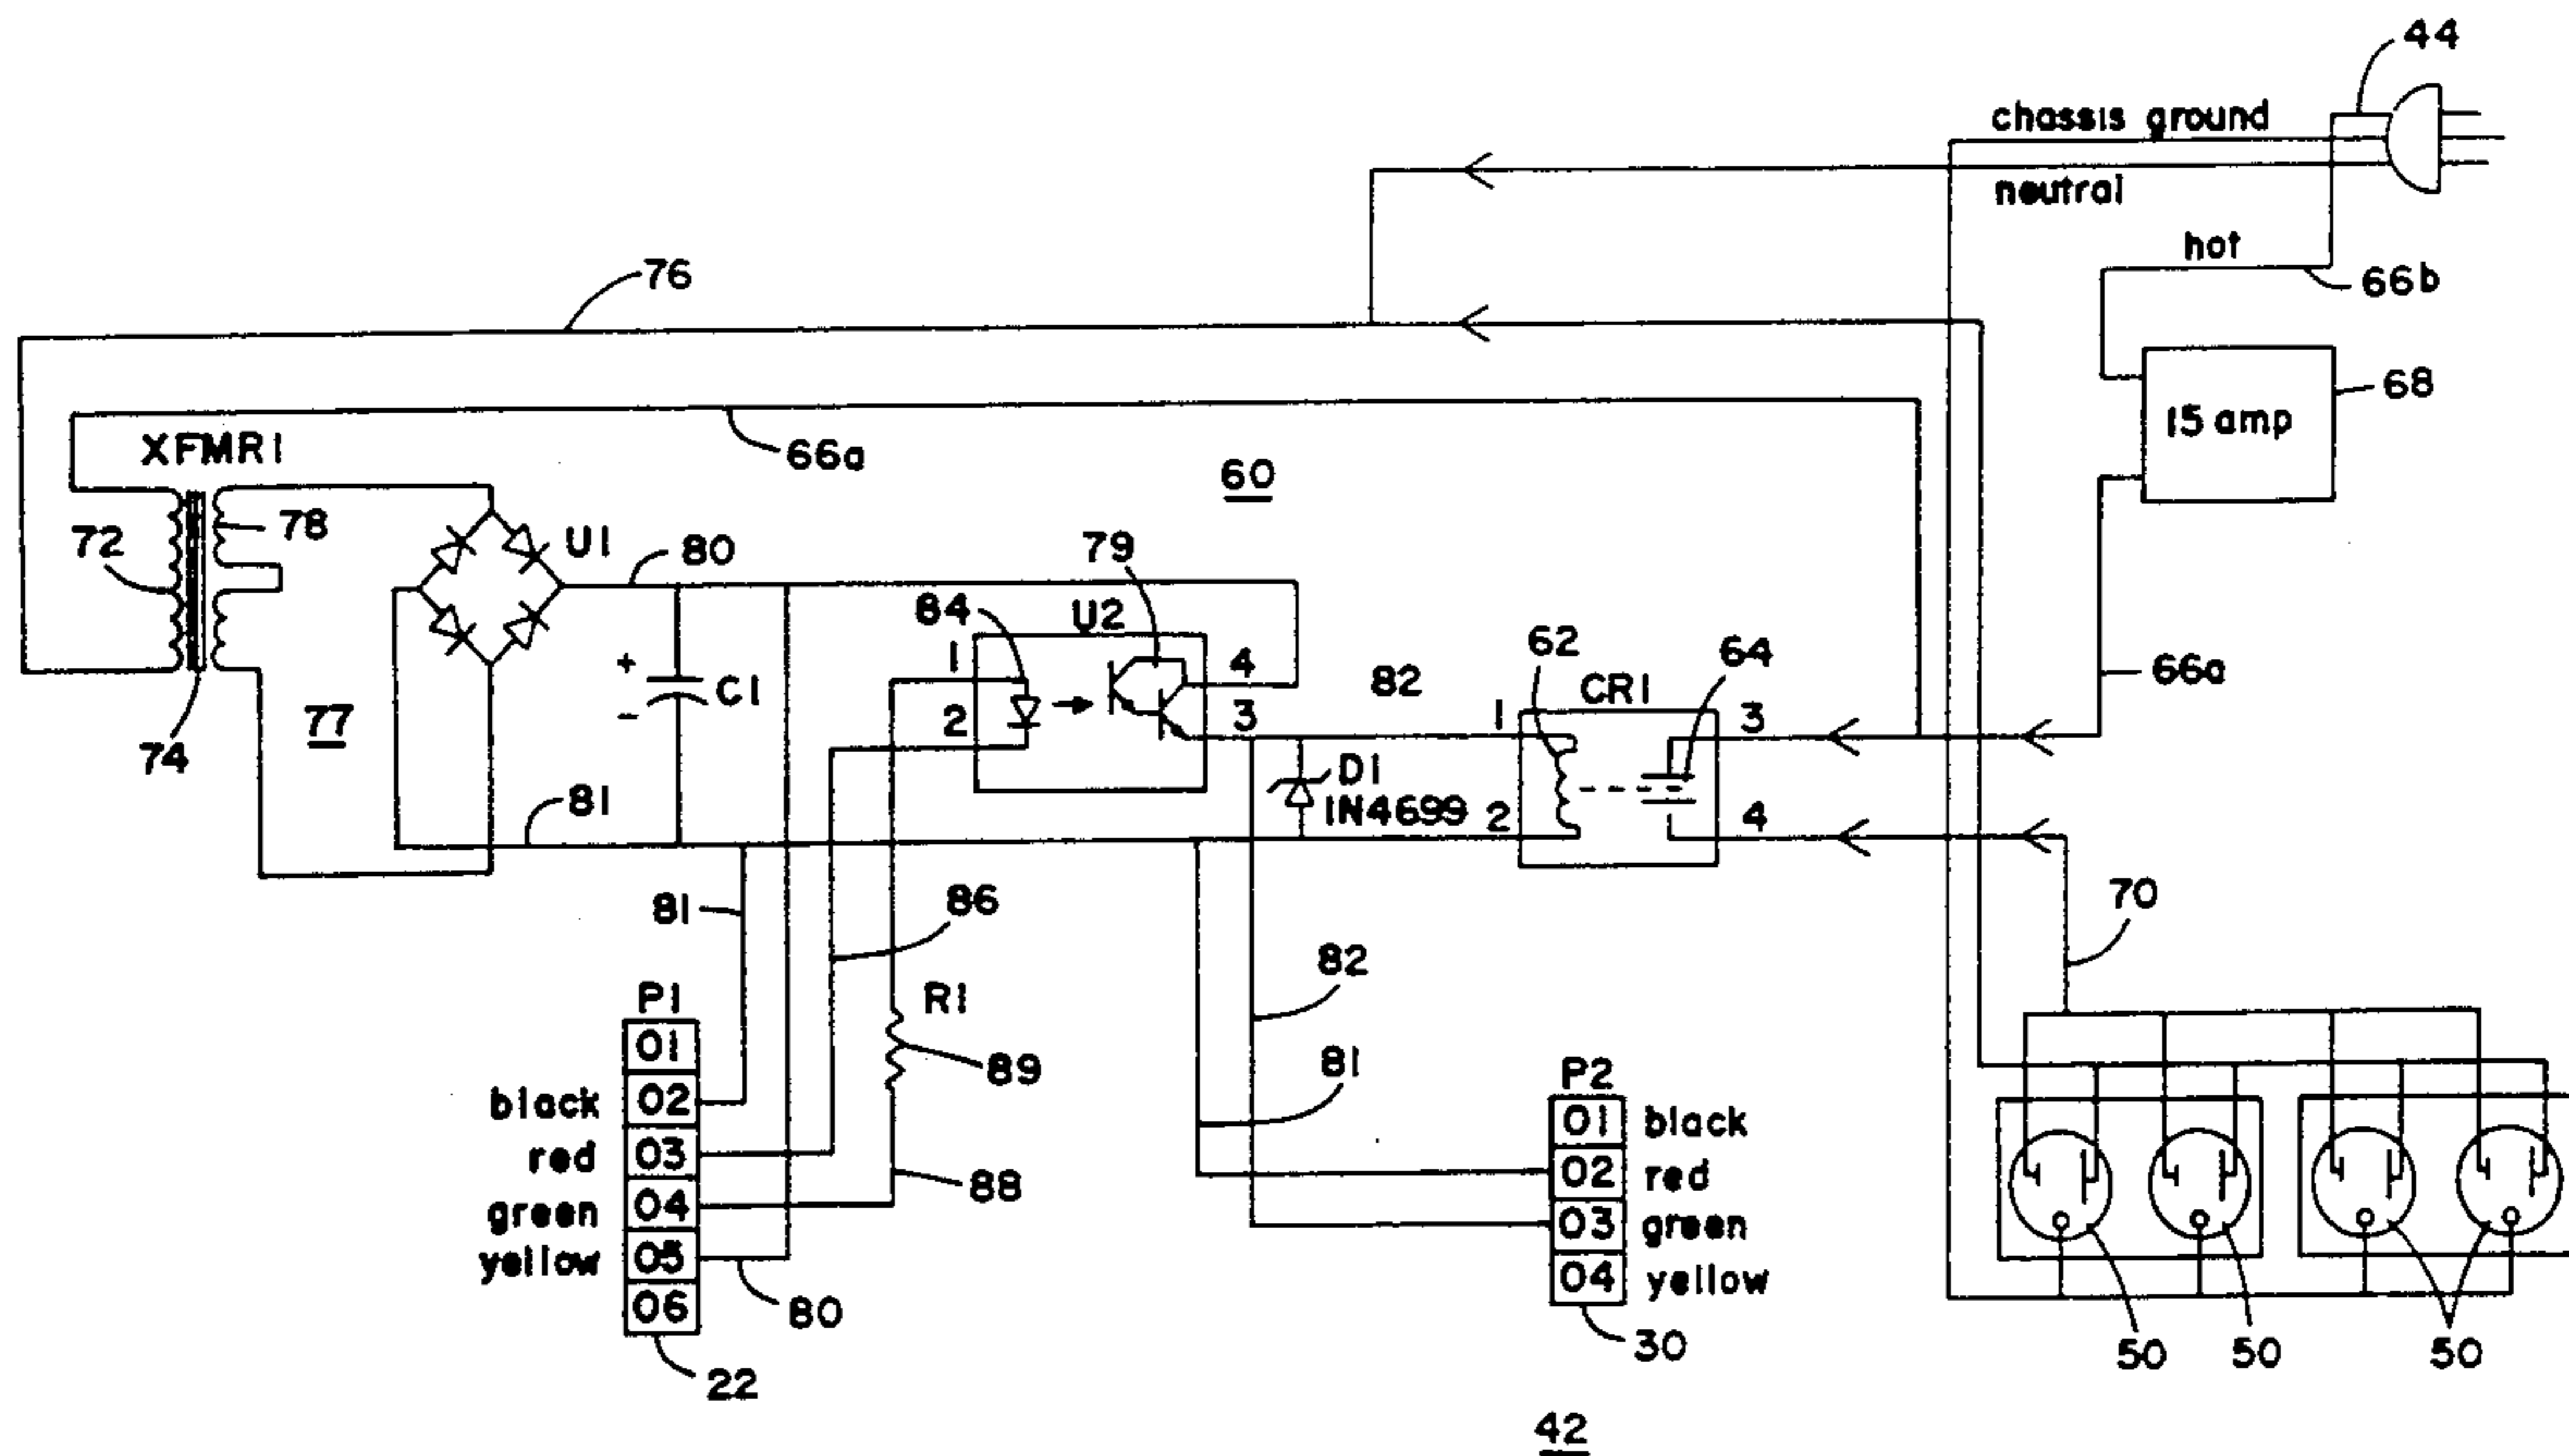 44
chassis ground
neutral
hot
66b
76
68
15 amp
66a
XFMR1
60
72
78
U1
80
79
84
U2
1
4
2
3
62
64
82
CR1
66a
1
3
+
-
C1
77
74
D1
1N4699
2
4
81
81
86
70
82
P1
R1
01
89
81
P2
black 02
01 black
red 03
02 red
88
green 04
03 green
yellow 05
04 yellow
06
80
30
50
50
50
22
42